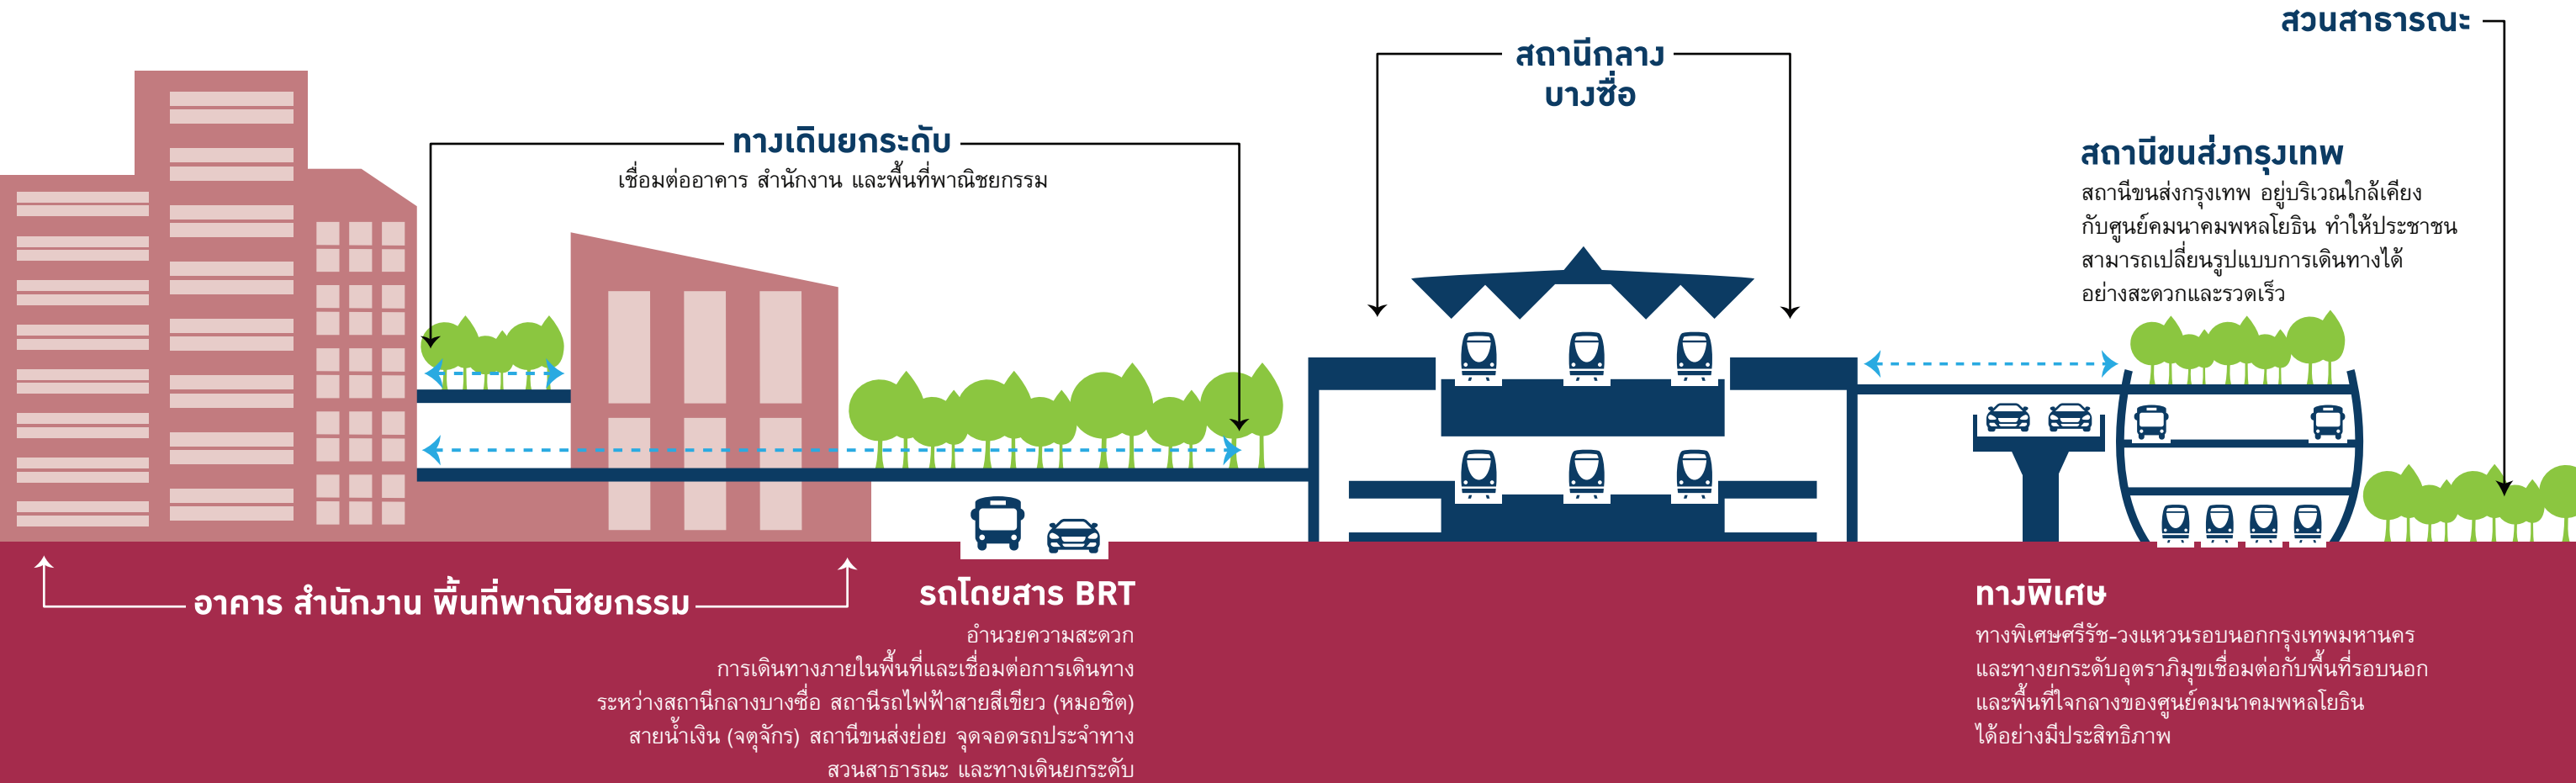 สวนสาธารณะ
สถานีกลาง
บางซื่อ
ทางเดินยกระดับ
เชื่อมต่ออาคาร สำนักงาน และพื้นที่พาณิชยกรรม
สถานีขนส่งกรุงเทพ
สถานีขนส่งกรุงเทพ อยู่บริเวณใกล้เคียง
กับศูนย์คมนาคมพหลโยธิน ทำให้ประชาชน
สามารถเปลี่ยนรูปแบบการเดินทางได้
อย่างสะดวกและรวดเร็ว
อาคาร สำนักงาน พื้นที่พาณิชยกรรม
รถโดยสาร BRT
อำนวยความสะดวก
การเดินทางภายในพื้นที่และเชื่อมต่อการเดินทาง
ระหว่างสถานีกลางบางซื่อ สถานีรถไฟฟ้าสายสีเขียว (หมอชิต)
สายน้ำเงิน (จตุจักร) สถานีขนส่งย่อย จุดจอดรถประจำทาง
สวนสาธารณะ และทางเดินยกระดับ
ทางพิเศษ
ทางพิเศษศรีรัช-วงแหวนรอบนอกกรุงเทพมหานคร
และทางยกระดับอุตราภิมุขเชื่อมต่อกับพื้นที่รอบนอก
และพื้นที่ใจกลางของศูนย์คมนาคมพหลโยธิน
ได้อย่างมีประสิทธิภาพ